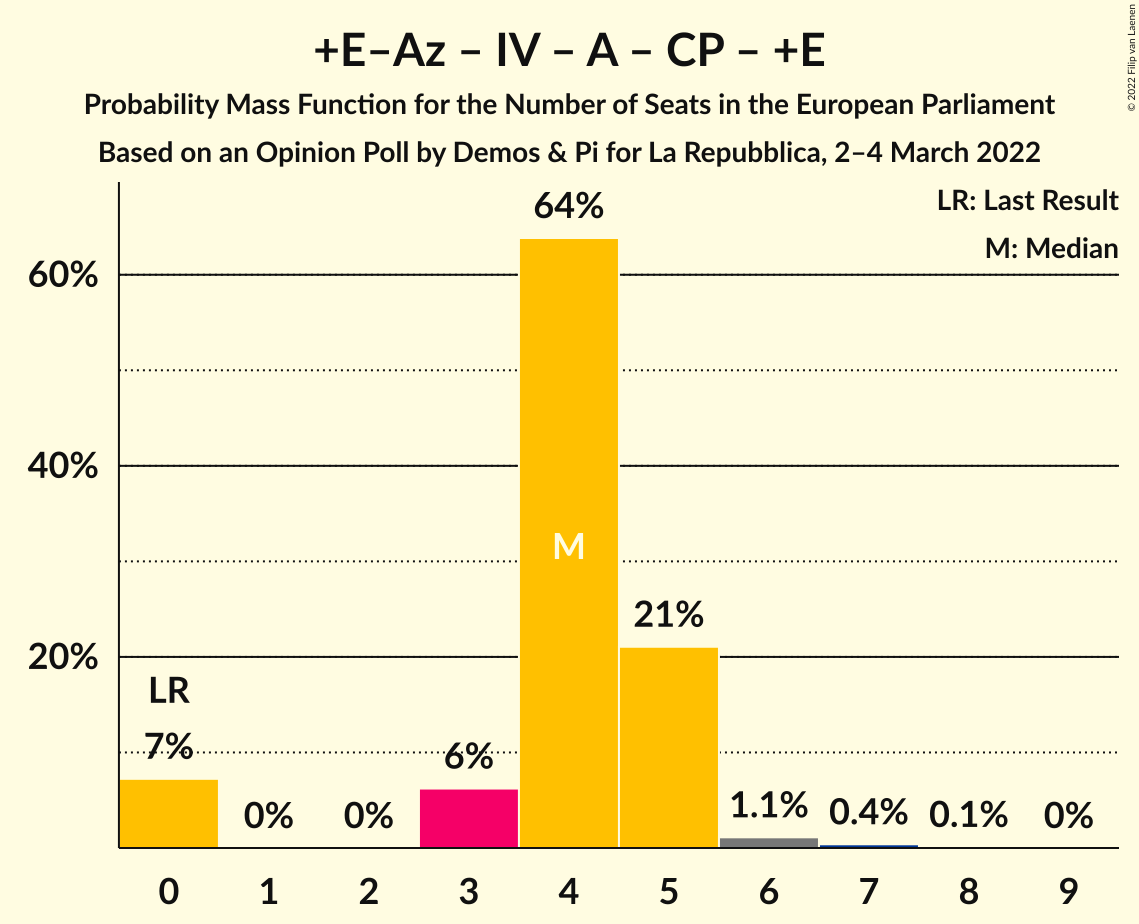 +E–Az – IV – A – CP – +E
Probability Mass Function for the Number of Seats in the European Parliament
Based on an Opinion Poll by Demos & Pi for La Repubblica, 2–4 March 2022
© 2022 Filip van Laenen
LR: Last Result
M: Median
60%
40%
20%
LR
7%
0%
0%
6%
64%
M
21%
1.1%
0.4%
0.1%
0%
0 1 2 3 4 5 6 7 8 9